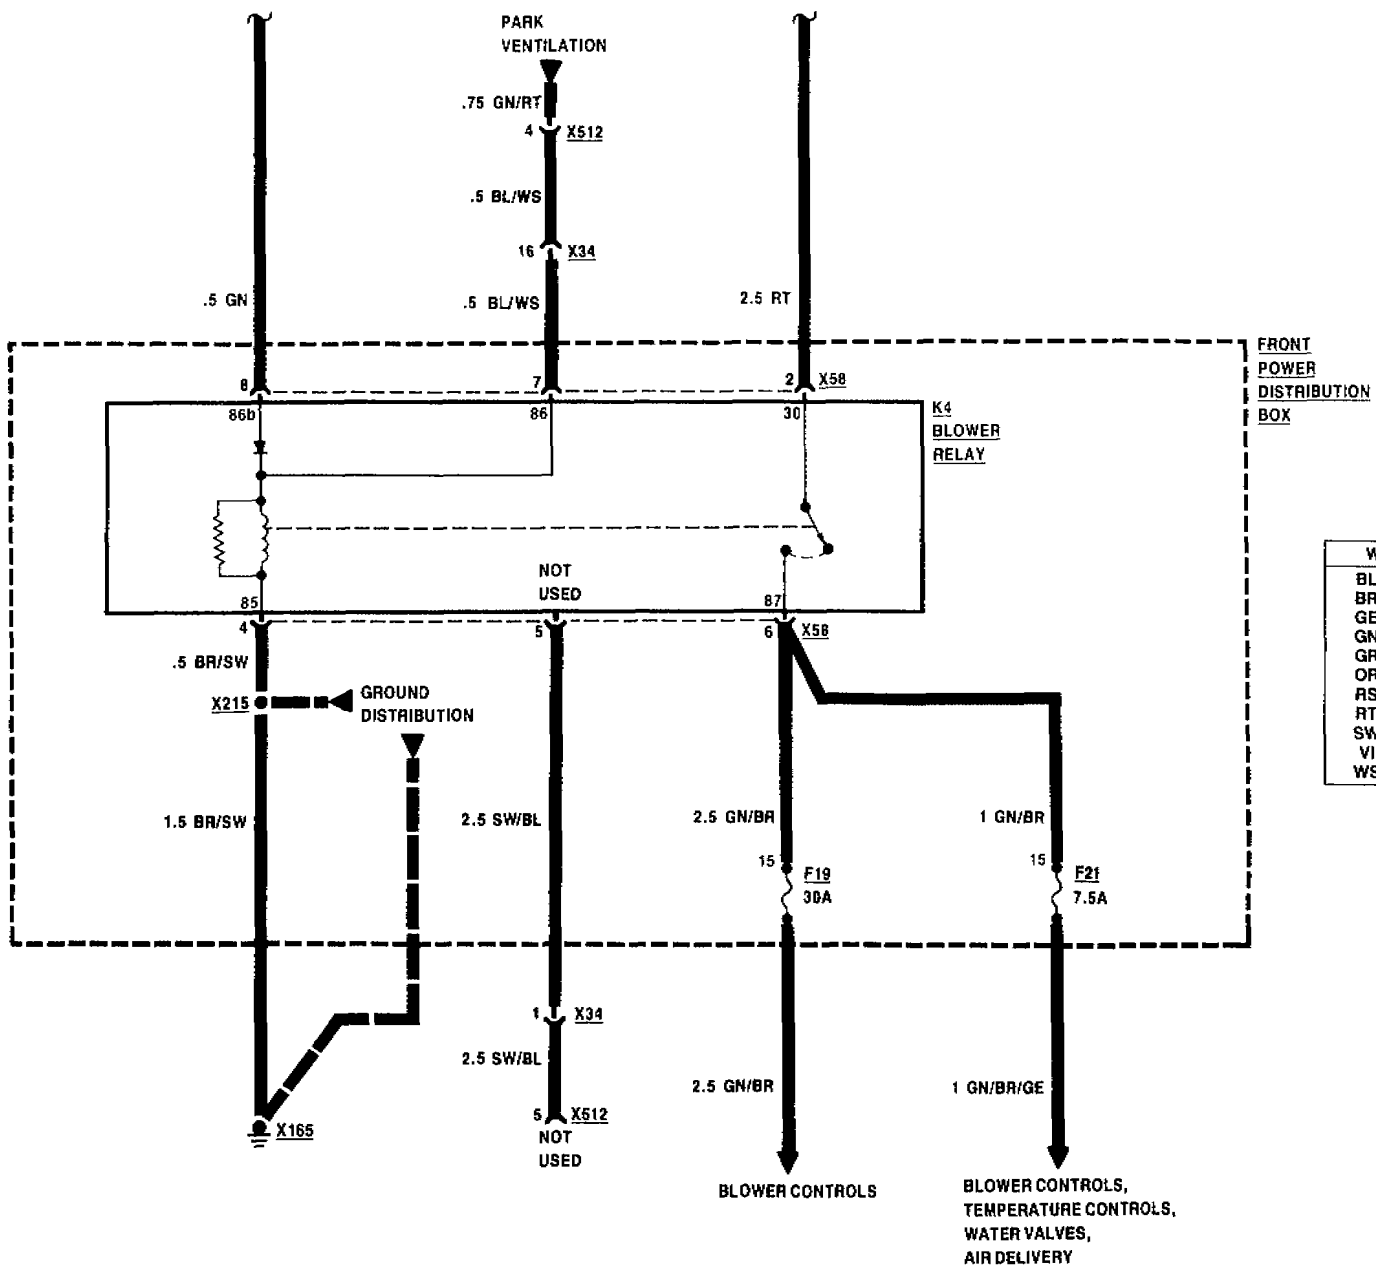 PARK
VENTILATION
.75 GN/RT
4 X512
.5 BL/WS
16 X34
.5 GN
.5 BL/WS
2.5 RT
FRONT
POWER
DISTRIBUTION
BOX
8
7
2 X58
86b
86
30
K4
BLOWER
RELAY
NOT
USED
85
87
4
5
6 X58
.5 BR/SW
X215
GROUND
DISTRIBUTION
1.5 BR/SW
2.5 SW/BL
2.5 GN/BR
1 GN/BR
15
F19
30A
15
F21
7.5A
1 X34
2.5 SW/BL
2.5 GN/BR
1 GN/BR/GE
5 X512
NOT
USED
X165
BLOWER CONTROLS
BLOWER CONTROLS,
TEMPERATURE CONTROLS,
WATER VALVES,
AIR DELIVERY
W
BL
BR
GE
GN
GR
OR
RS
RT
SW
VI
WS